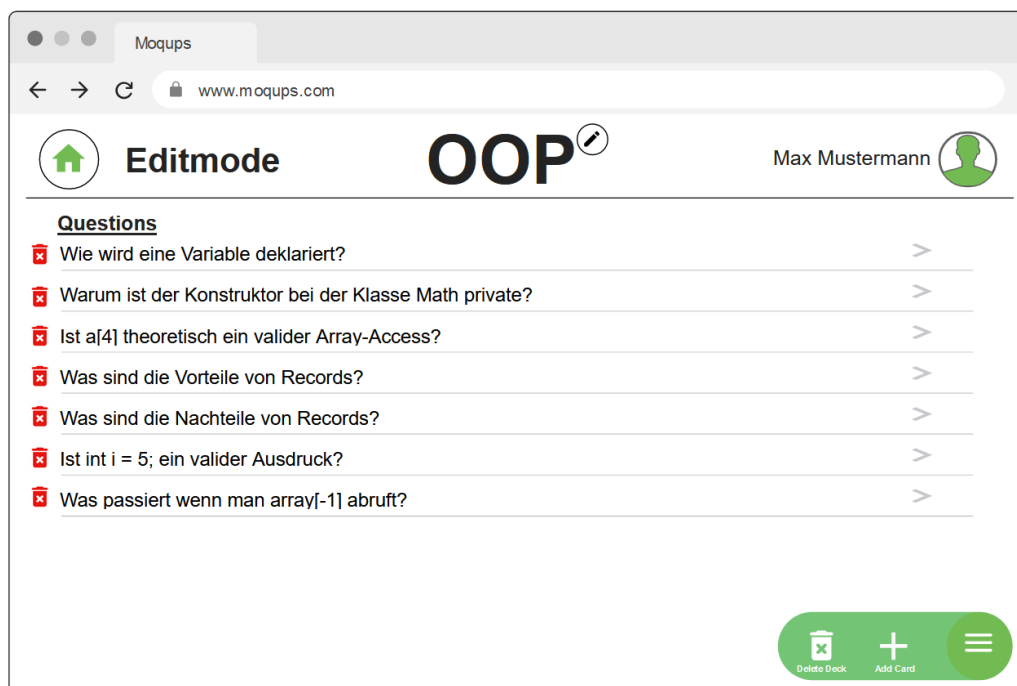 Moqups
www.moqups.com
Editmode
OOP
Max Mustermann
Questions
Wie wird eine Variable deklariert?
Warum ist der Konstruktor bei der Klasse Math private?
Ist a[4] theoretisch ein valider Array-Access?
Was sind die Vorteile von Records?
Was sind die Nachteile von Records?
Ist int i = 5; ein valider Ausdruck?
Was passiert wenn man array[-1] abruft?
Delete Deck
Add Card